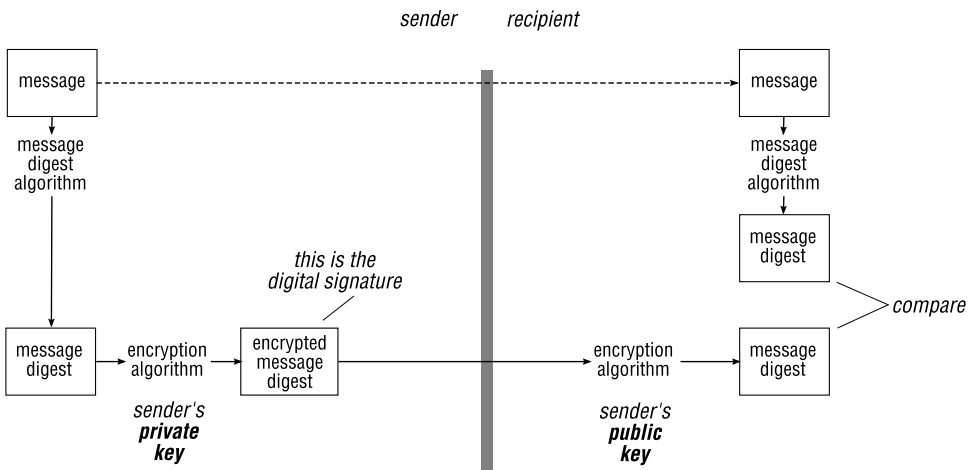 sender recipient
message
message
message
digest
algorithm
message
digest
algorithm
message
digest
this is the
digital signature
compare
message
digest
encryption
algorithm
encrypted
message
digest
encryption
algorithm
message
digest
sender's
private
key
sender's
public
key